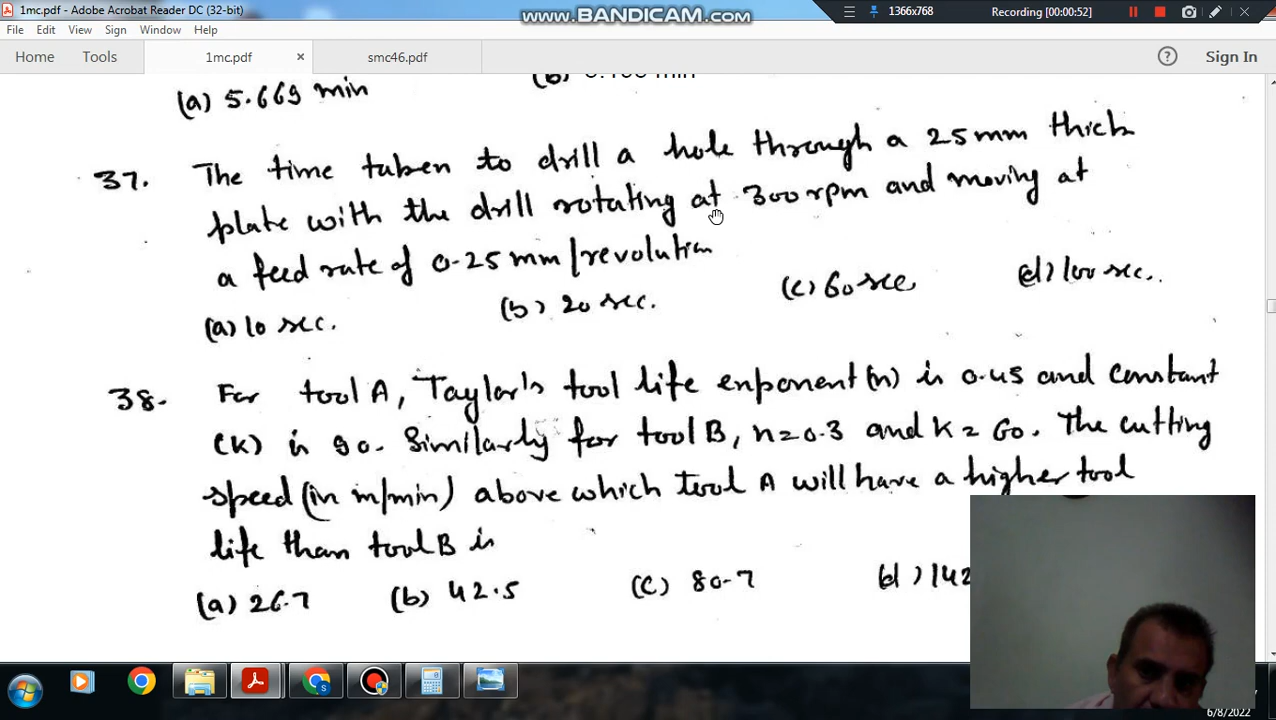 1mc.pdf - Adobe Acrobat Reader DC (32-bit)
www.BANDICAM.com
1366x768
Recording [00:00:52]
File Edit View Sign Window Help
Home Tools 1mc.pdf × smc46.pdf ? Sign In
(a) 5.669 min (b) min
37. The time taken to drill a hole through a 25mm thick
plate with the drill rotating at 300 rpm and moving at
a feed rate of 0.25 mm/revolution
(a) 10 sec. (b) 20 sec. (c) 60 sec (d) 100 sec.
38. For tool A, Taylor's tool life exponent (n) is 0.45 and constant
(K) is 90. Similarly for tool B, n=0.3 and K=60. The cutting
speed (in m/min) above which tool A will have a higher tool
life than tool B is
(a) 26.7 (b) 42.5 (c) 80.7 (d) 142
6/8/2022